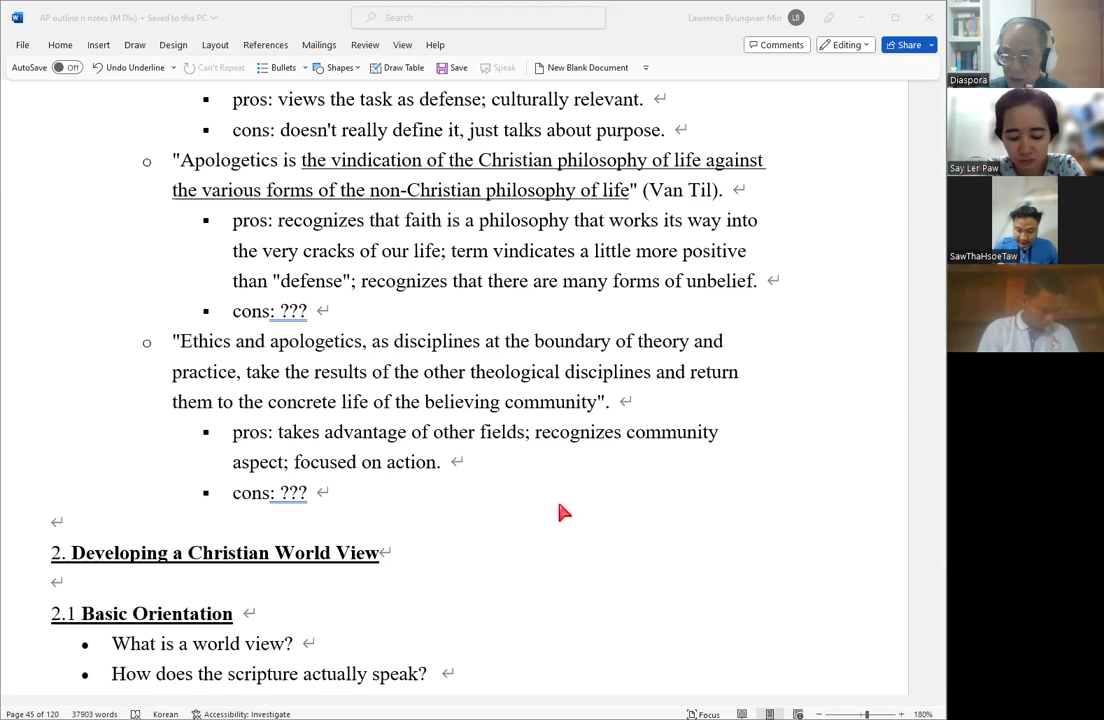 AP outline n notes (M Div) • Saved to this PC
Search
Lawrence Byungwan Min LB
File Home Insert Draw Design Layout References Mailings Review View Help Comments Editing Share
AutoSave Off Undo Underline Can't Repeat Bullets Shapes Draw Table Save Speak New Blank Document
Diaspora
Say Ler Paw
SawThaHsoeTaw
▪ pros: views the task as defense; culturally relevant.
▪ cons: doesn't really define it, just talks about purpose.
o "Apologetics is the vindication of the Christian philosophy of life against
the various forms of the non-Christian philosophy of life" (Van Til).
▪ pros: recognizes that faith is a philosophy that works its way into
the very cracks of our life; term vindicates a little more positive
than "defense"; recognizes that there are many forms of unbelief.
▪ cons: ???
o "Ethics and apologetics, as disciplines at the boundary of theory and
practice, take the results of the other theological disciplines and return
them to the concrete life of the believing community".
▪ pros: takes advantage of other fields; recognizes community
aspect; focused on action.
▪ cons: ???
2. Developing a Christian World View
2.1 Basic Orientation
• What is a world view?
• How does the scripture actually speak?
Page 45 of 120 37903 words Korean Accessibility: Investigate Focus 180%